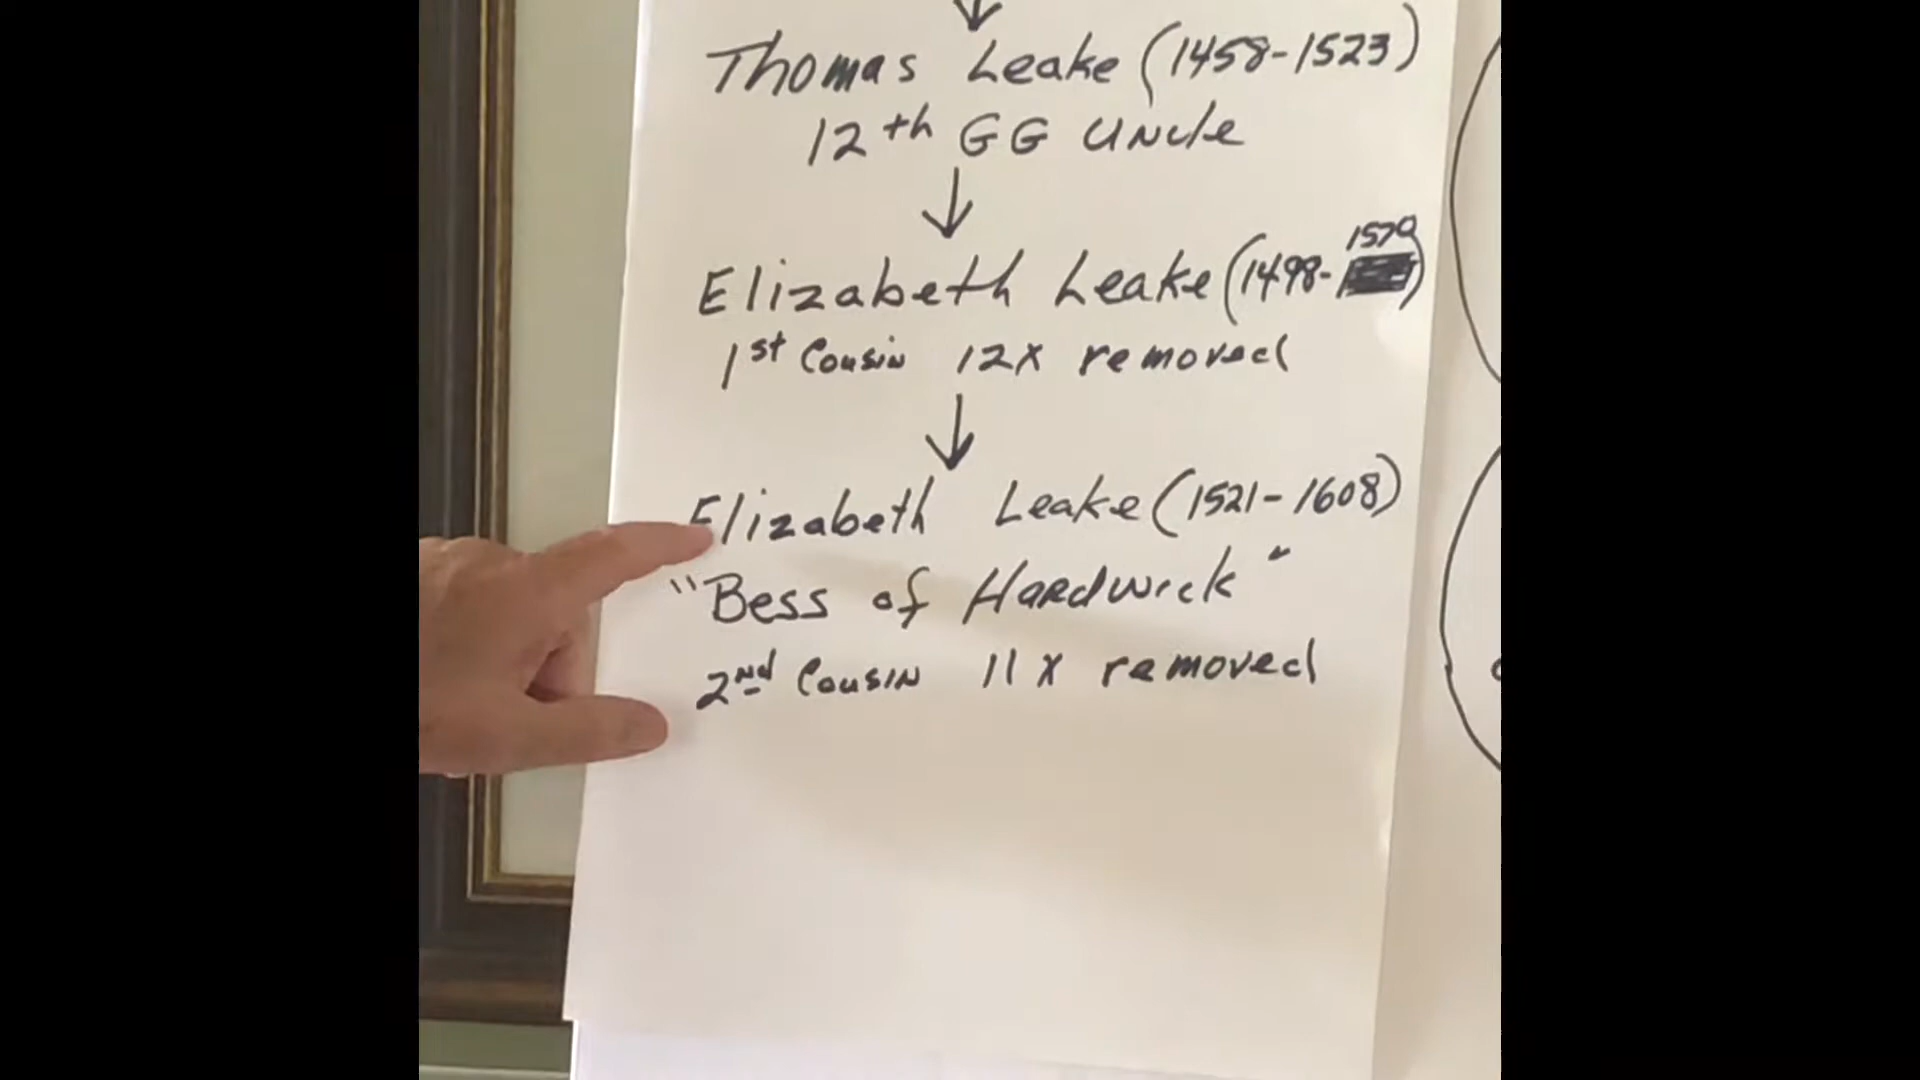 Thomas Leake (1458-1523)
12th GG Uncle
Elizabeth Leake (1498-1570)
1st Cousin 12x removed
Elizabeth Leake (1521-1608)
"Bess of Hardwick"
2nd Cousin 11x removed